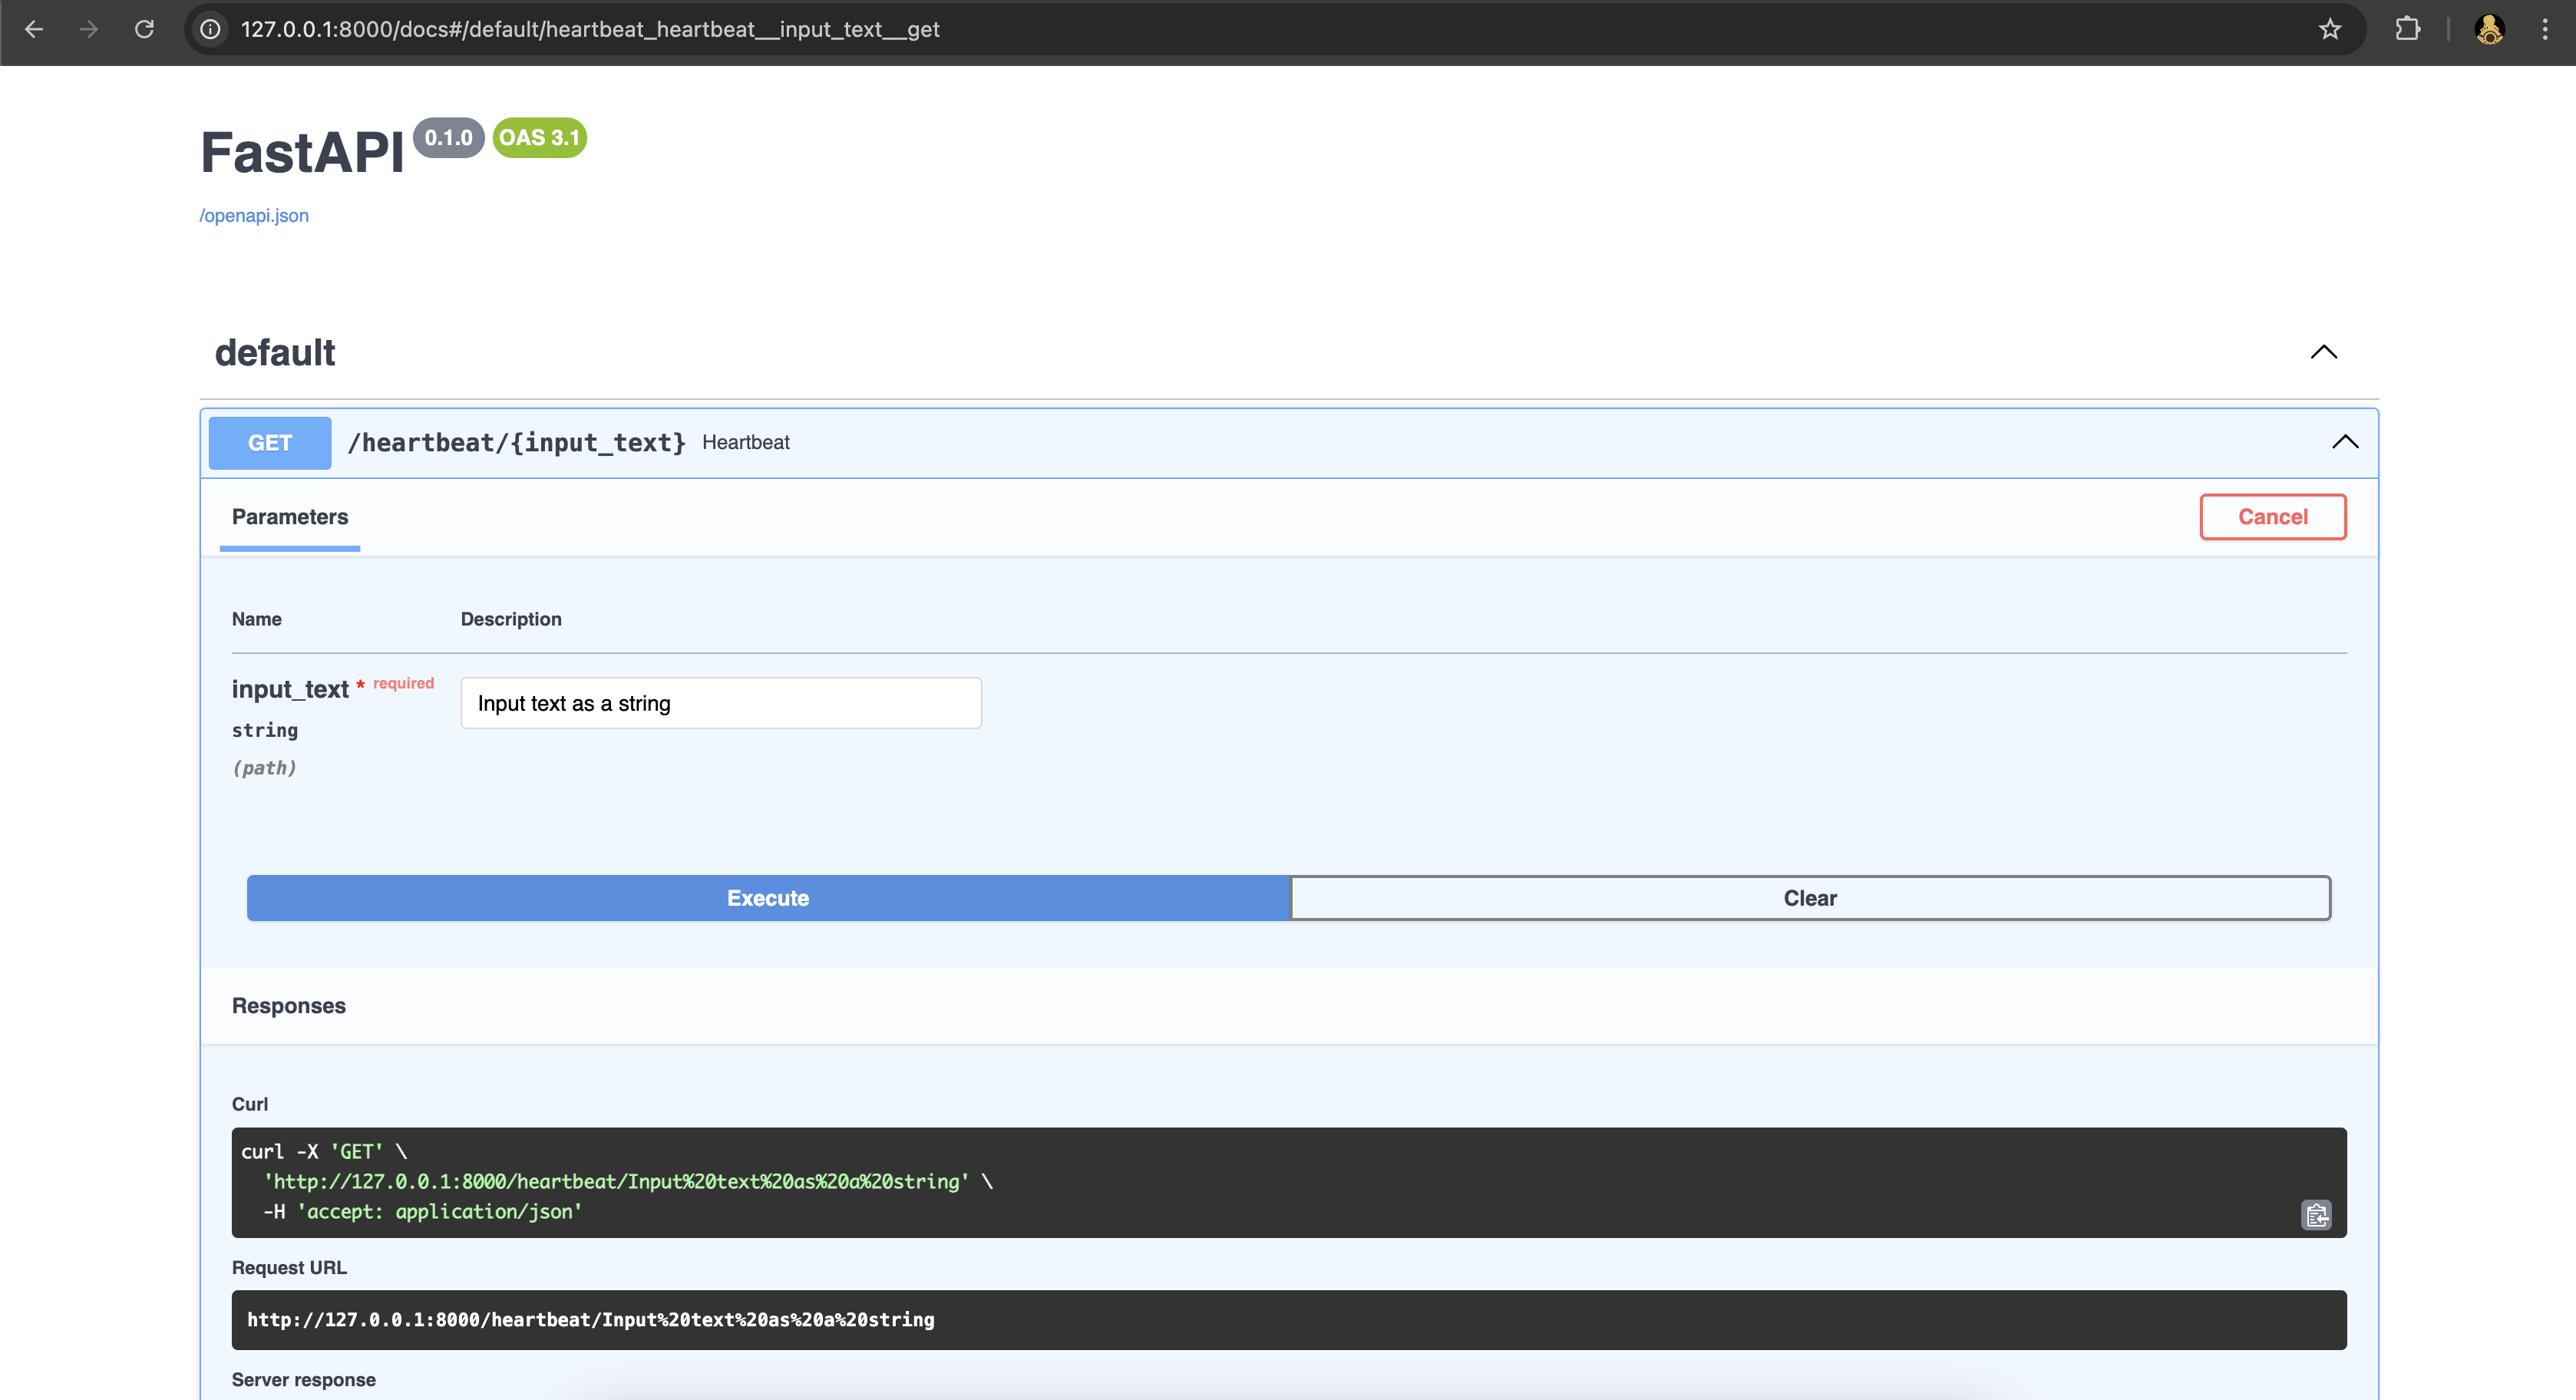 127.0.0.1:8000/docs#/default/heartbeat_heartbeat__input_text__get
FastAPI 0.1.0 OAS 3.1
/openapi.json
default
GET /heartbeat/{input_text} Heartbeat
Parameters Cancel
Name Description
input_text * required Input text as a string
string
(path)
Execute Clear
Responses
Curl
curl -X 'GET' \
'http://127.0.0.1:8000/heartbeat/Input%20text%20as%20a%20string' \
-H 'accept: application/json'
Request URL
http://127.0.0.1:8000/heartbeat/Input%20text%20as%20a%20string
Server response